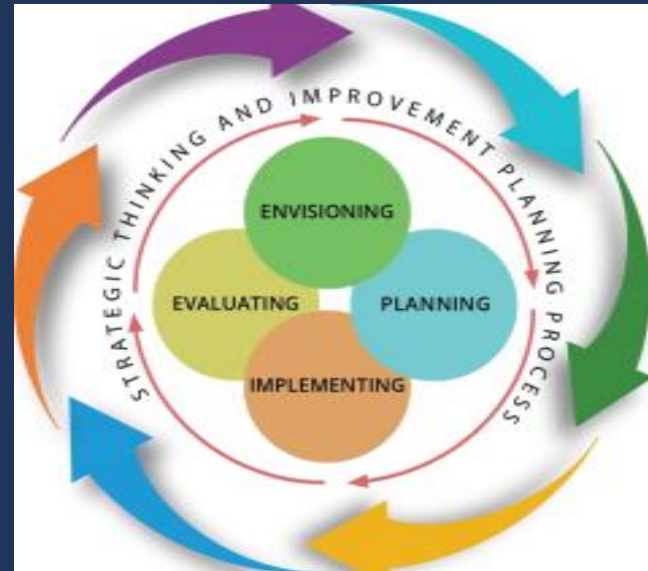 STRATEGIC THINKING AND IMPROVEMENT PLANNING PROCESS
ENVISIONING
EVALUATING
PLANNING
IMPLEMENTING